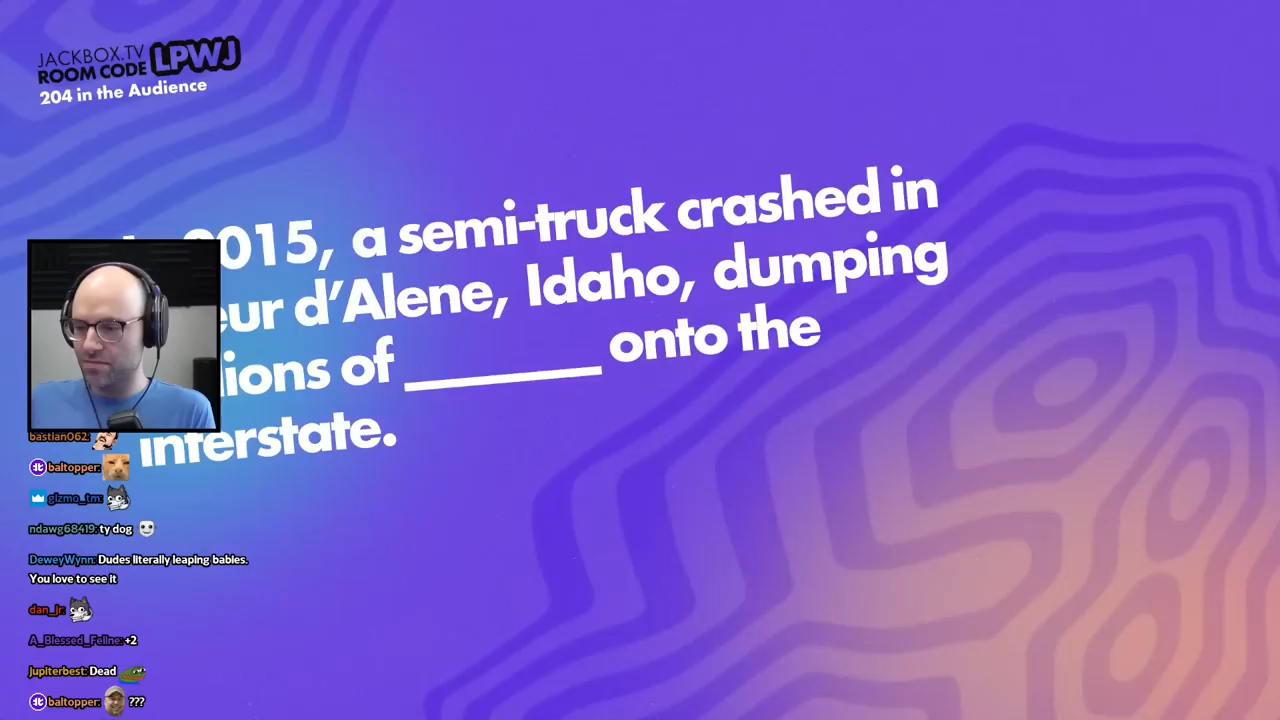 JACKBOX.TV
ROOM CODE LPWJ
204 in the Audience
2015, a semi-truck crashed in
eur d'Alene, Idaho, dumping
ions of ______ onto the
interstate.
bastian062:
baltopper:
gizmo_tm:
ndawg68419: ty dog
DeweyWynn: Dudes literally leaping babies.
You love to see it
dan_jr:
A_Blessed_Feline: +2
Jupiterbest: Dead
baltopper: ???